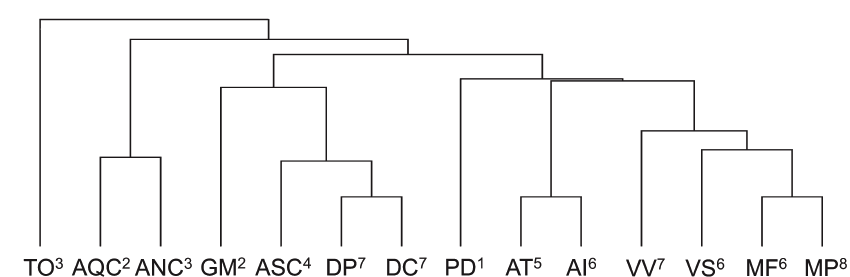 TO³ AQC² ANC³ GM² ASC⁴ DP⁷ DC⁷ PD¹ AT⁵ AI⁶ VV⁷ VS⁶ MF⁶ MP⁸